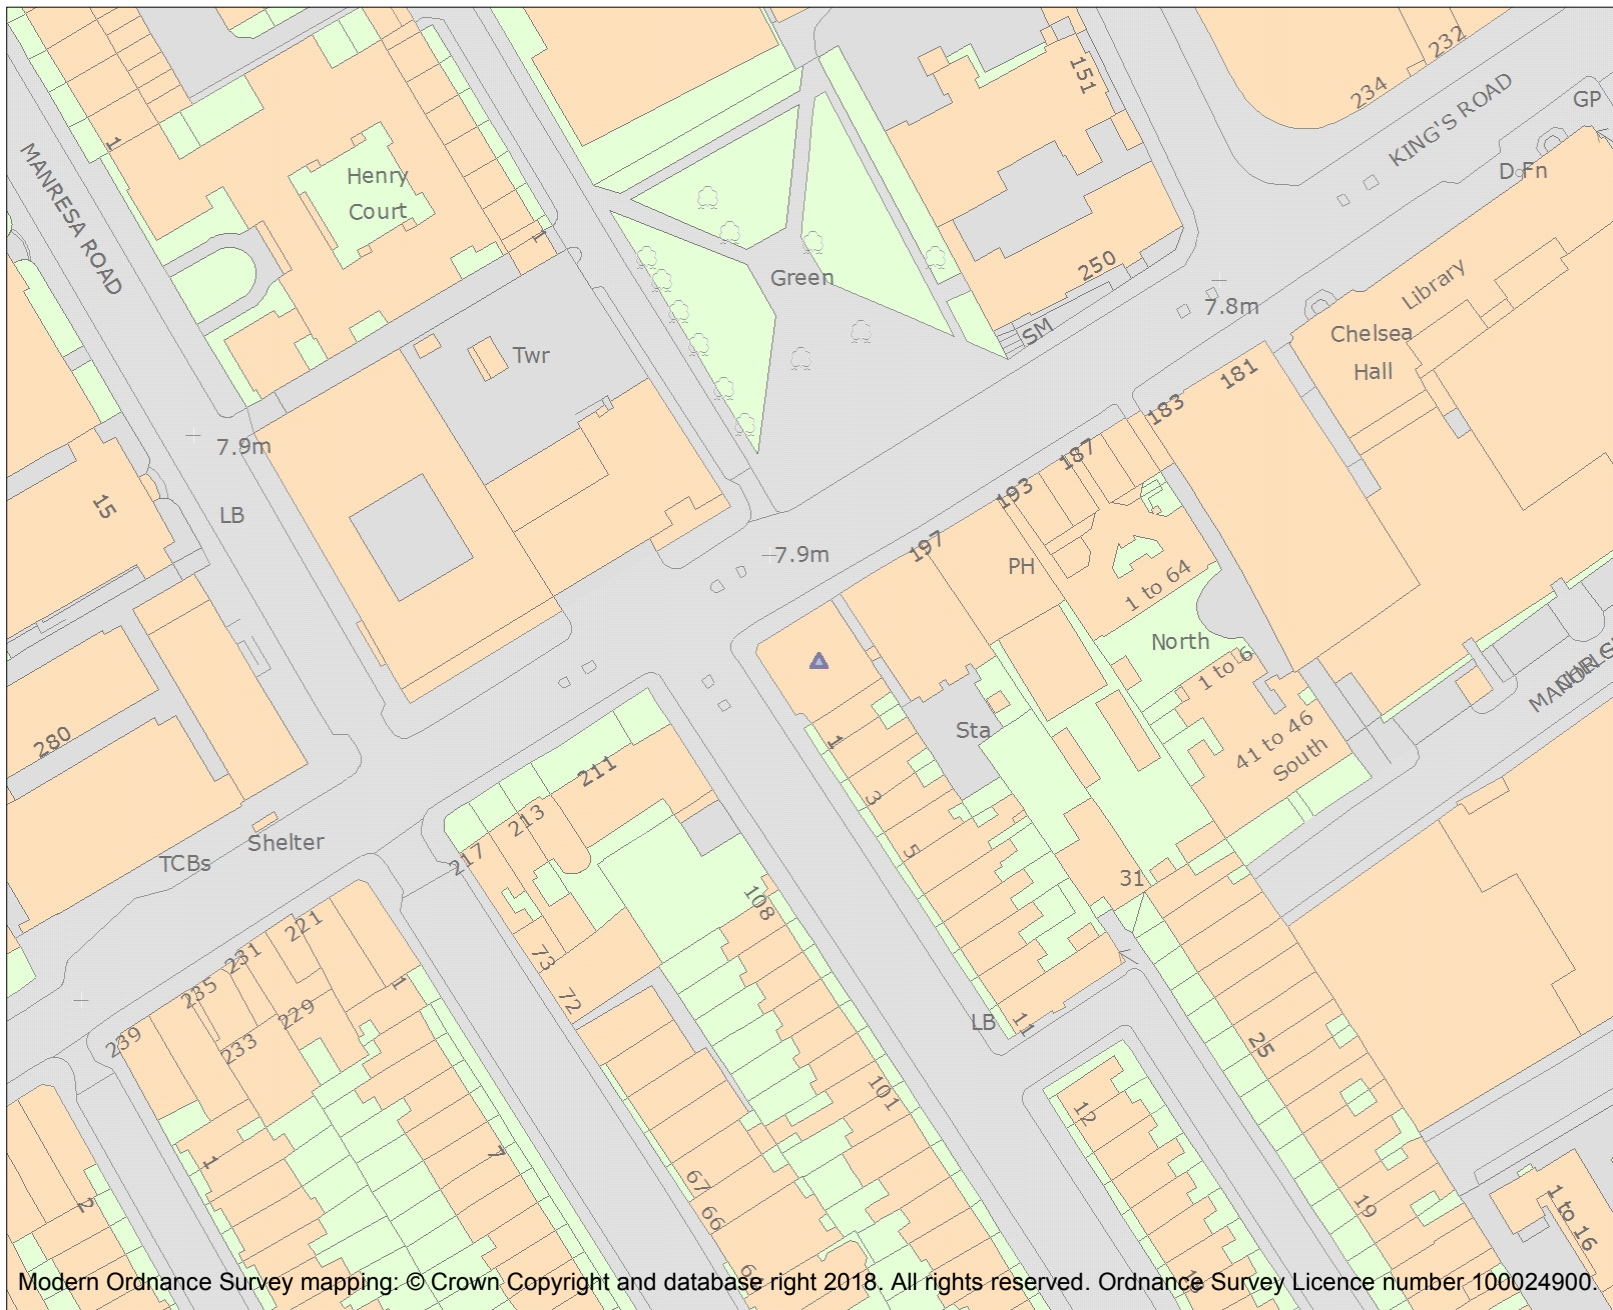 232
151
234
KING'S ROAD
GP
1
MANRESA ROAD
Henry
Court
D Fn
1
Green
250
Library
7.8m
SM
Chelsea
Hall
Twr
181
183
7.9m
187
193
15
LB
197
7.9m
PH
1 to 64
North
1 to 6
MANOR
280
1
Sta
41 to 46
South
211
3
213
Shelter
TCBs
217
5
31
108
221
231
73
235
1
72
229
239
233
LB
11
25
101
12
7
1
67
66
2
19
1 to 16
Modern Ordnance Survey mapping: © Crown Copyright and database right 2018. All rights reserved. Ordnance Survey Licence number 100024900.